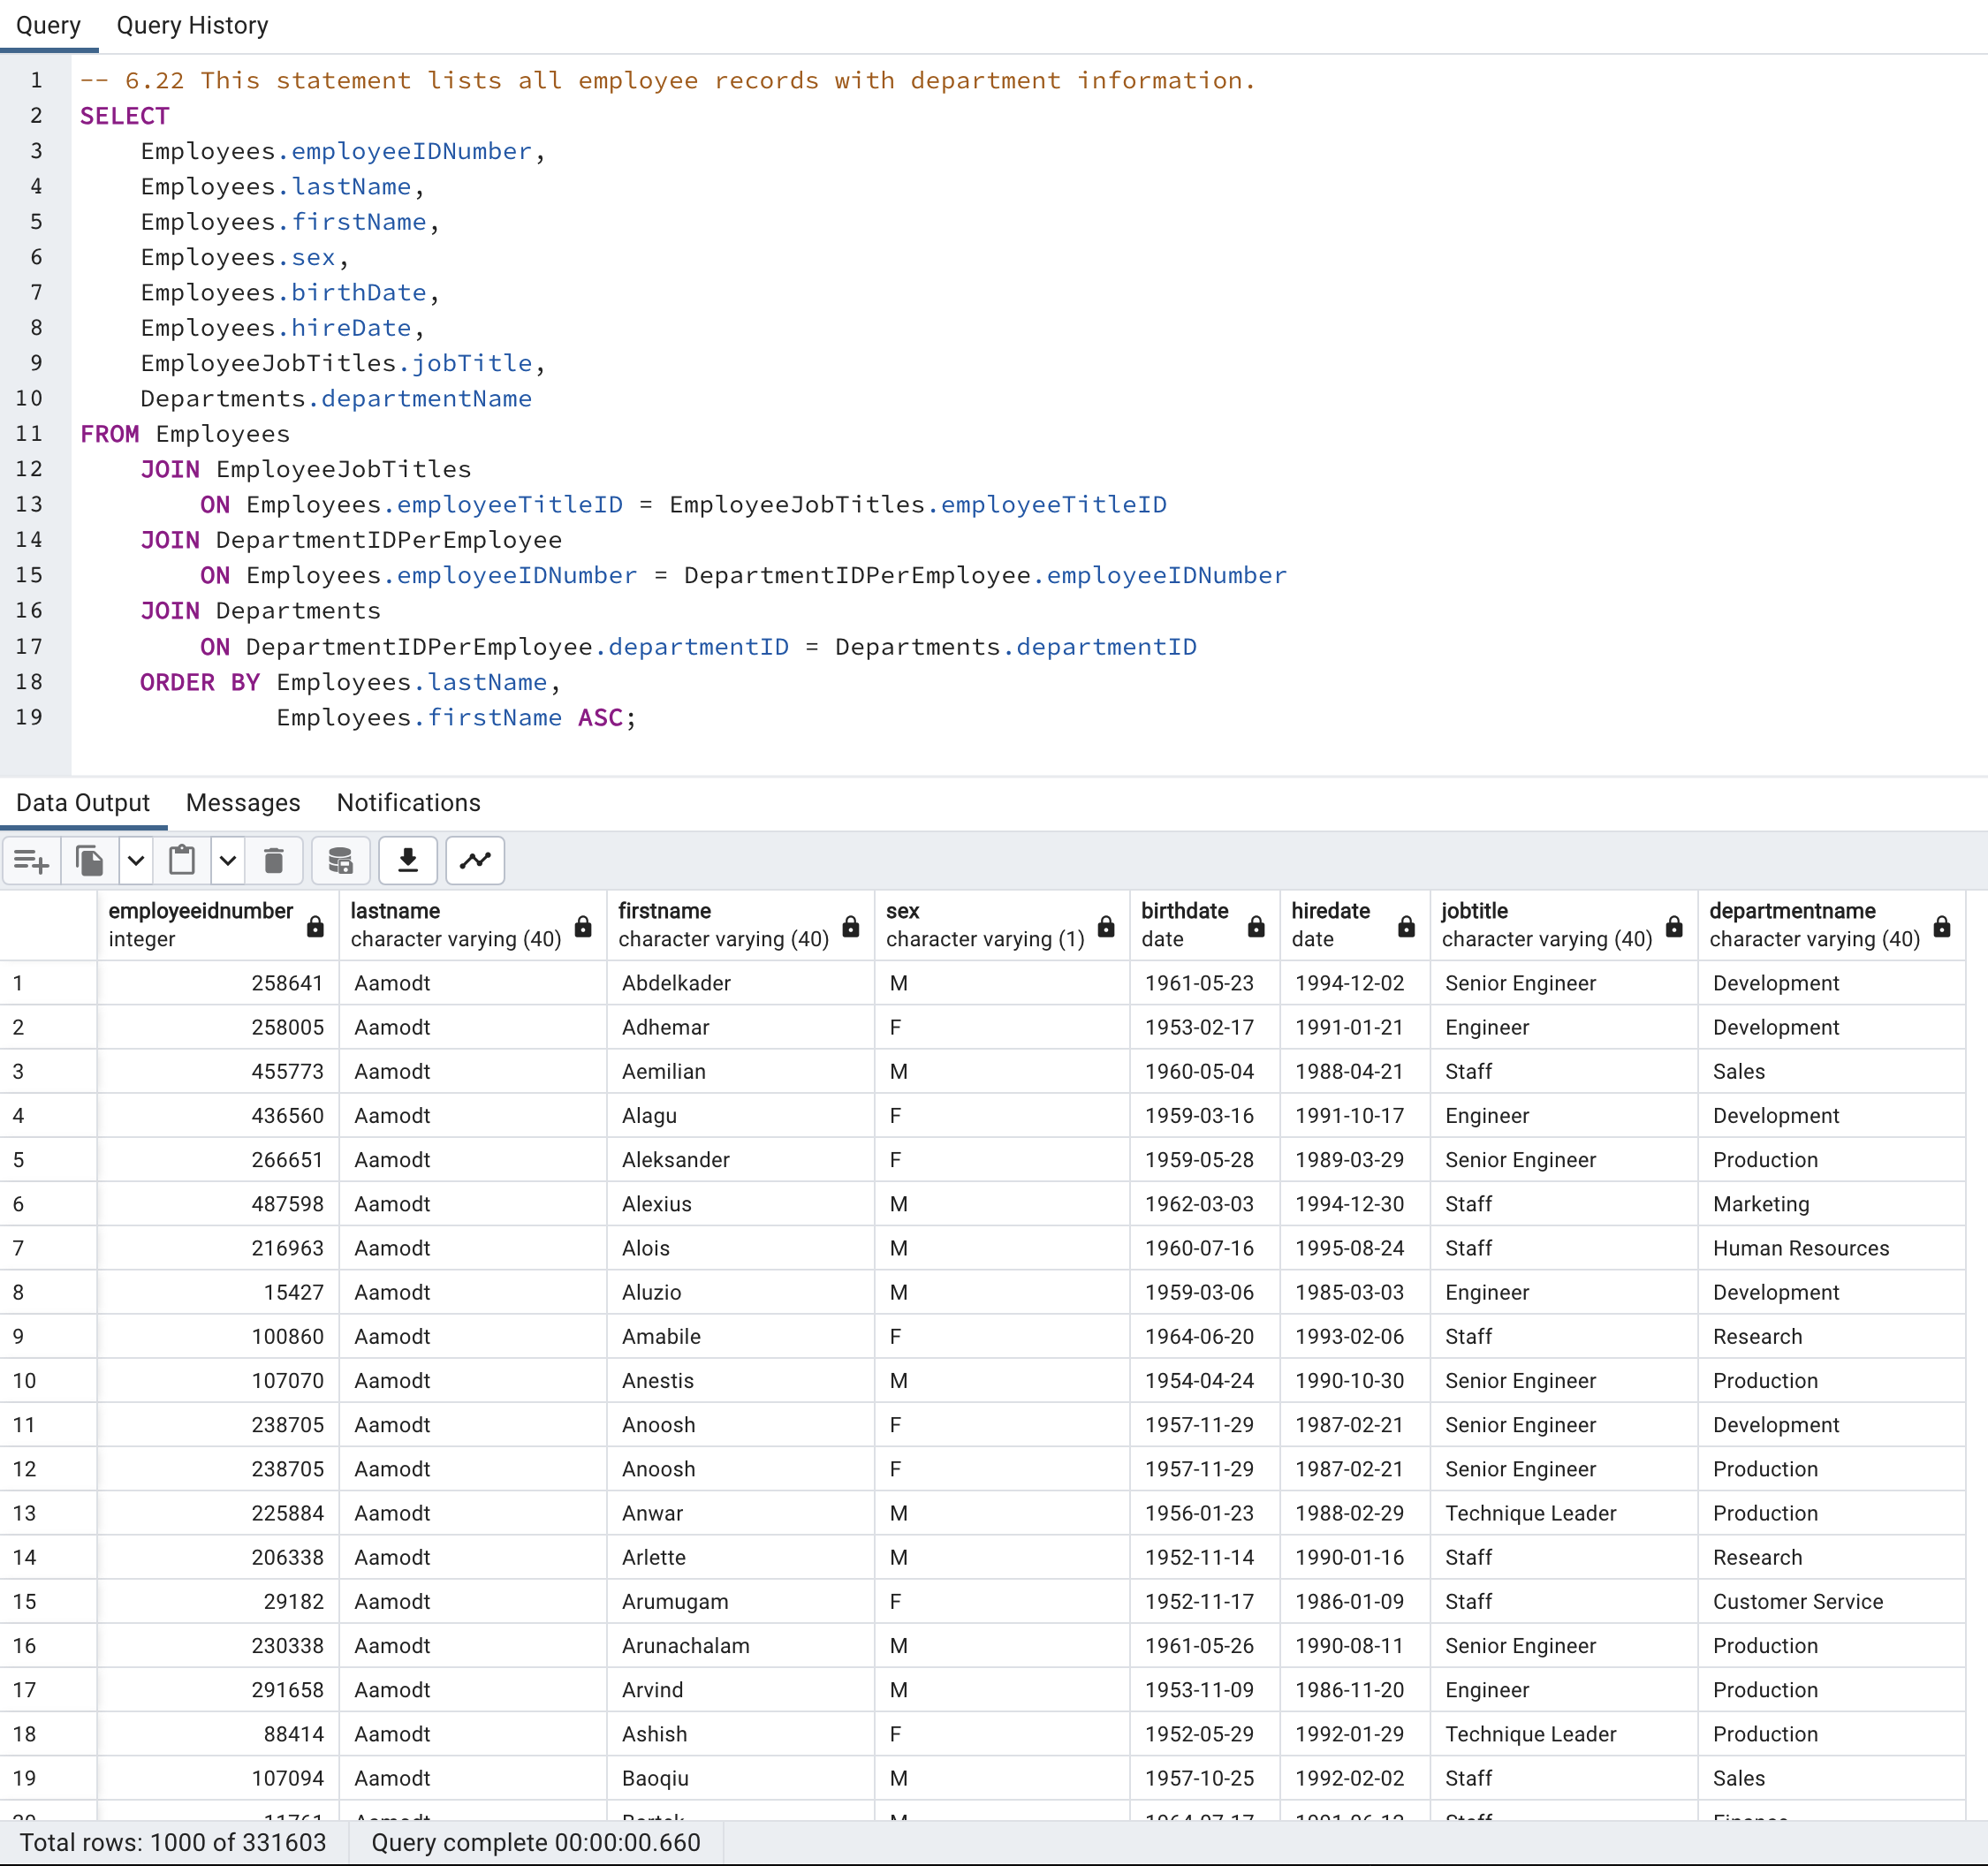 Query Query History
1 -- 6.22 This statement lists all employee records with department information.
2 SELECT
3 Employees.employeeIDNumber,
4 Employees.lastName,
5 Employees.firstName,
6 Employees.sex,
7 Employees.birthDate,
8 Employees.hireDate,
9 EmployeeJobTitles.jobTitle,
10 Departments.departmentName
11 FROM Employees
12 JOIN EmployeeJobTitles
13 ON Employees.employeeTitleID = EmployeeJobTitles.employeeTitleID
14 JOIN DepartmentIDPerEmployee
15 ON Employees.employeeIDNumber = DepartmentIDPerEmployee.employeeIDNumber
16 JOIN Departments
17 ON DepartmentIDPerEmployee.departmentID = Departments.departmentID
18 ORDER BY Employees.lastName,
19 Employees.firstName ASC;
Data Output Messages Notifications
employeeidnumber lastname firstname sex birthdate hiredate jobtitle departmentname
integer character varying (40) character varying (40) character varying (1) date date character varying (40) character varying (40)
1 258641 Aamodt Abdelkader M 1961-05-23 1994-12-02 Senior Engineer Development
2 258005 Aamodt Adhemar F 1953-02-17 1991-01-21 Engineer Development
3 455773 Aamodt Aemilian M 1960-05-04 1988-04-21 Staff Sales
4 436560 Aamodt Alagu F 1959-03-16 1991-10-17 Engineer Development
5 266651 Aamodt Aleksander F 1959-05-28 1989-03-29 Senior Engineer Production
6 487598 Aamodt Alexius M 1962-03-03 1994-12-30 Staff Marketing
7 216963 Aamodt Alois M 1960-07-16 1995-08-24 Staff Human Resources
8 15427 Aamodt Aluzio M 1959-03-06 1985-03-03 Engineer Development
9 100860 Aamodt Amabile F 1964-06-20 1993-02-06 Staff Research
10 107070 Aamodt Anestis M 1954-04-24 1990-10-30 Senior Engineer Production
11 238705 Aamodt Anoosh F 1957-11-29 1987-02-21 Senior Engineer Development
12 238705 Aamodt Anoosh F 1957-11-29 1987-02-21 Senior Engineer Production
13 225884 Aamodt Anwar M 1956-01-23 1988-02-29 Technique Leader Production
14 206338 Aamodt Arlette M 1952-11-14 1990-01-16 Staff Research
15 29182 Aamodt Arumugam F 1952-11-17 1986-01-09 Staff Customer Service
16 230338 Aamodt Arunachalam M 1961-05-26 1990-08-11 Senior Engineer Production
17 291658 Aamodt Arvind M 1953-11-09 1986-11-20 Engineer Production
18 88414 Aamodt Ashish F 1952-05-29 1992-01-29 Technique Leader Production
19 107094 Aamodt Baoqiu M 1957-10-25 1992-02-02 Staff Sales
Total rows: 1000 of 331603 Query complete 00:00:00.660